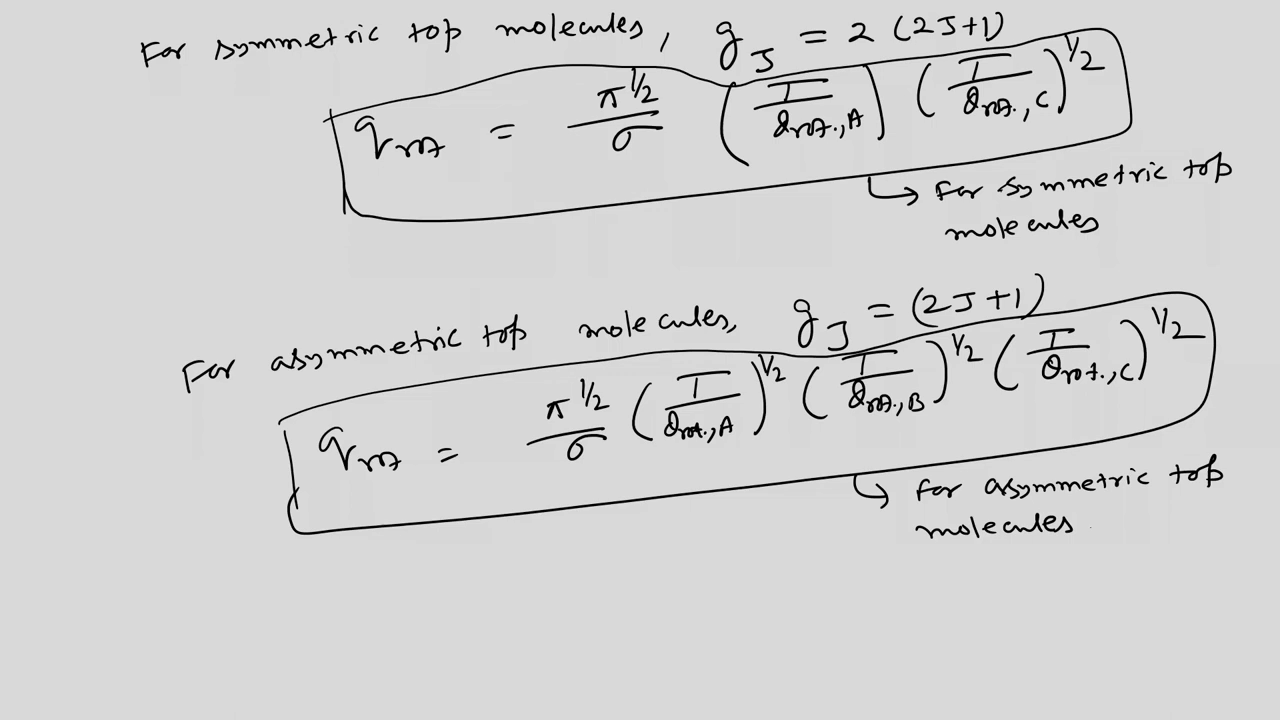 For symmetric top molecules, g_J = 2 (2J+1)
q_rot = π^1/2 / σ (T / θ_rot.,A) (T / θ_rot.,C)^1/2
↳ For symmetric top
molecules
For asymmetric top molecules, g_J = (2J+1)
q_rot = π^1/2 / σ (T / θ_rot.,A)^1/2 (T / θ_rot.,B)^1/2 (T / θ_rot.,C)^1/2
↳ For asymmetric top
molecules